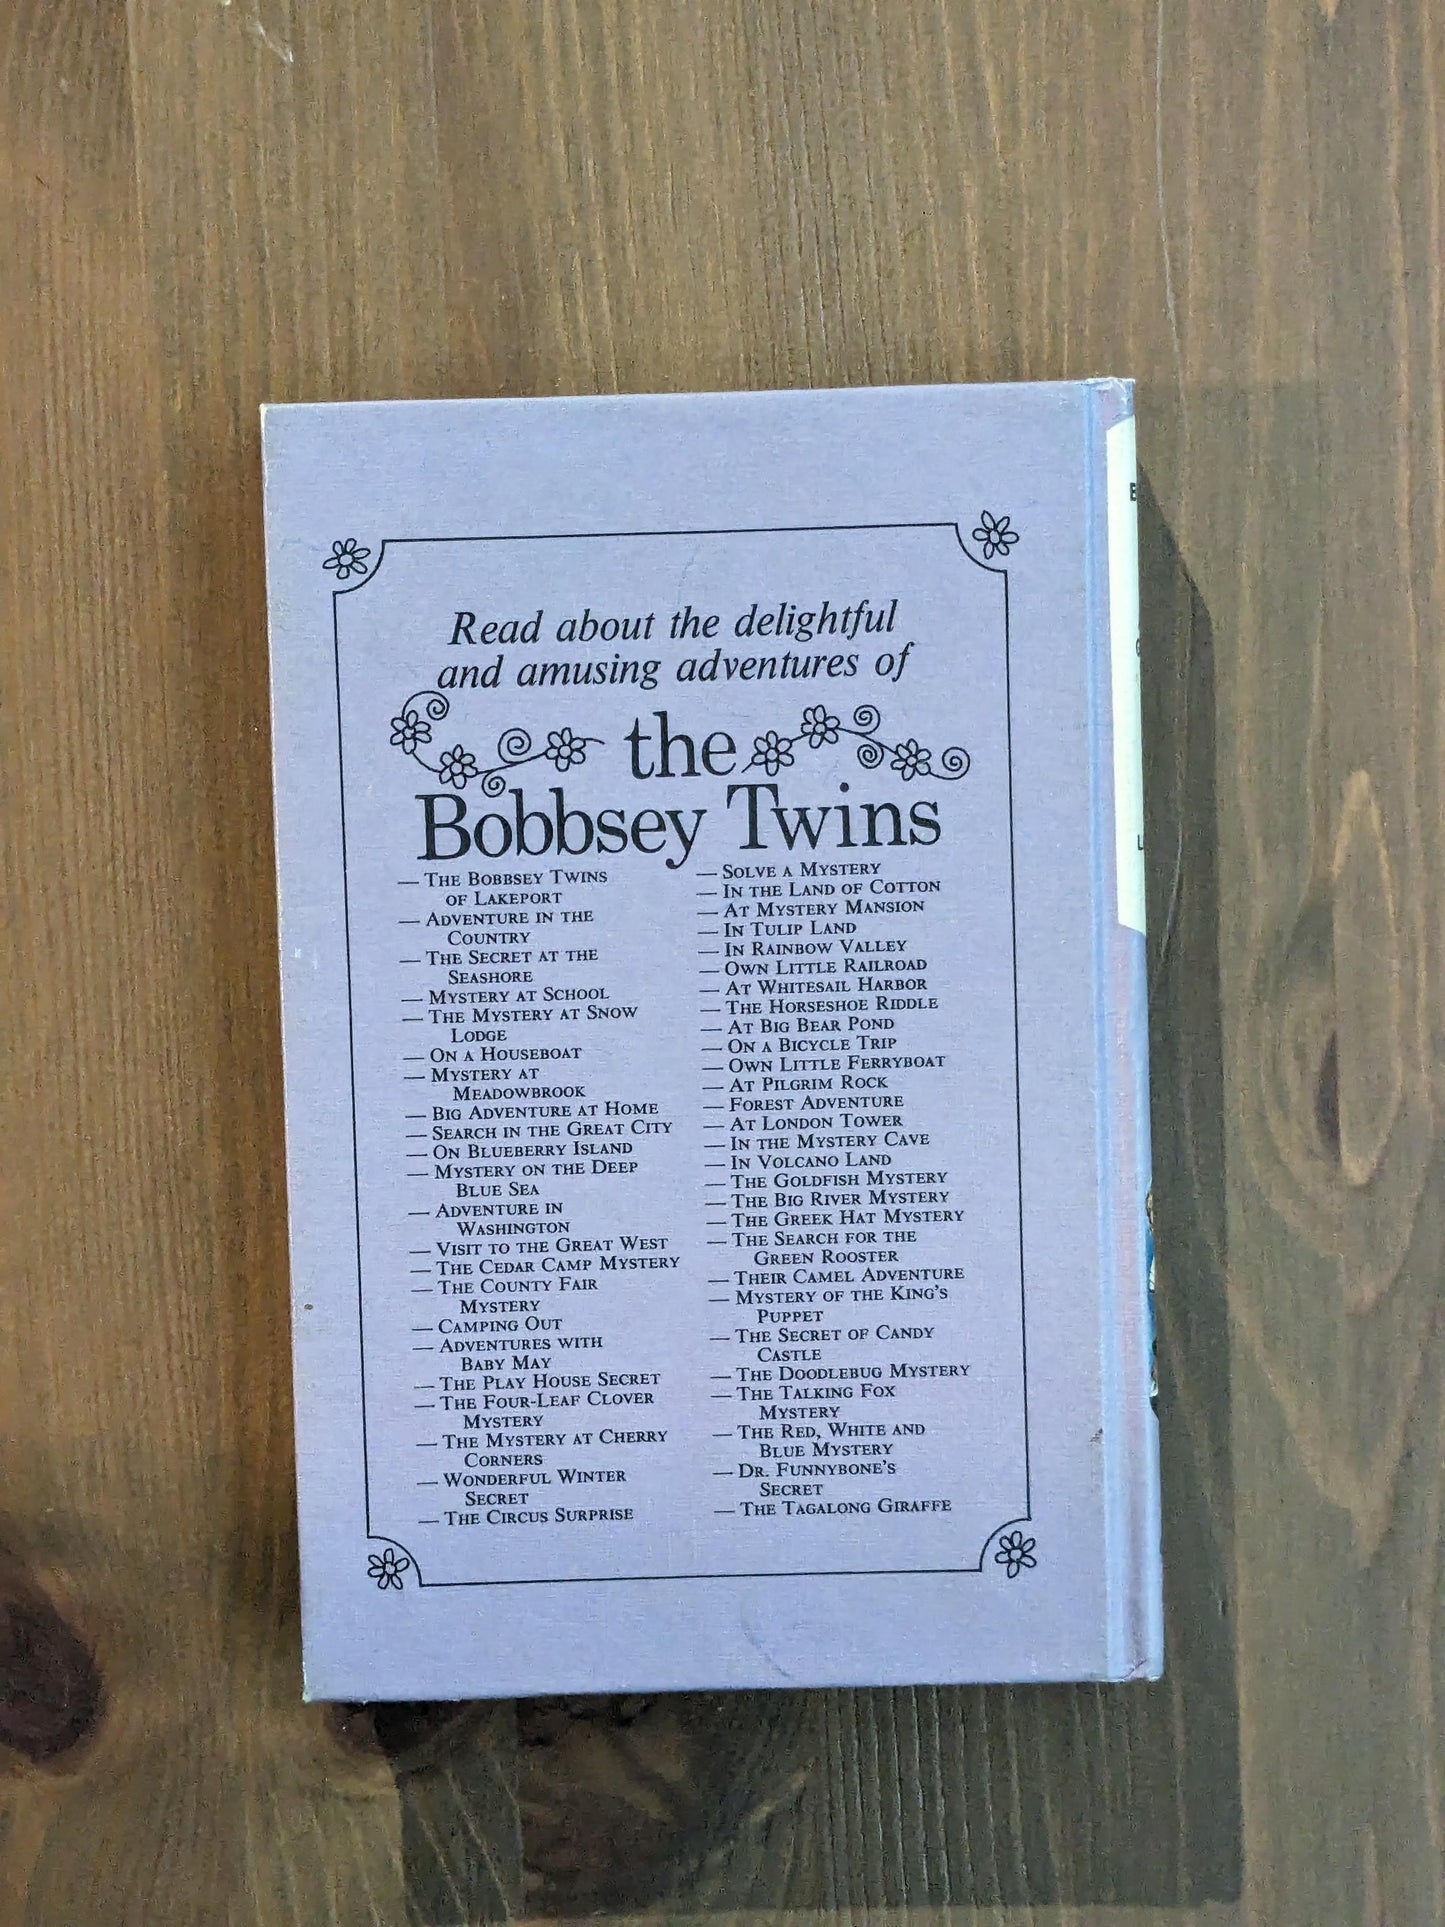 Read about the delightful
and amusing adventures of
the
Bobbsey Twins
— THE BOBBSEY TWINS
OF LAKEPORT
— ADVENTURE IN THE
COUNTRY
— THE SECRET AT THE
SEASHORE
— MYSTERY AT SCHOOL
— THE MYSTERY AT SNOW
LODGE
— ON A HOUSEBOAT
— MYSTERY AT
MEADOWBROOK
— BIG ADVENTURE AT HOME
— SEARCH IN THE GREAT CITY
— ON BLUEBERRY ISLAND
— MYSTERY ON THE DEEP
BLUE SEA
— ADVENTURE IN
WASHINGTON
— VISIT TO THE GREAT WEST
— THE CEDAR CAMP MYSTERY
— THE COUNTY FAIR
MYSTERY
— CAMPING OUT
— ADVENTURES WITH
BABY MAY
— THE PLAY HOUSE SECRET
— THE FOUR-LEAF CLOVER
MYSTERY
— THE MYSTERY AT CHERRY
CORNERS
— WONDERFUL WINTER
SECRET
— THE CIRCUS SURPRISE
— SOLVE A MYSTERY
— IN THE LAND OF COTTON
— AT MYSTERY MANSION
— IN TULIP LAND
— IN RAINBOW VALLEY
— OWN LITTLE RAILROAD
— AT WHITESAIL HARBOR
— THE HORSESHOE RIDDLE
— AT BIG BEAR POND
— ON A BICYCLE TRIP
— OWN LITTLE FERRYBOAT
— AT PILGRIM ROCK
— FOREST ADVENTURE
— AT LONDON TOWER
— IN THE MYSTERY CAVE
— IN VOLCANO LAND
— THE GOLDFISH MYSTERY
— THE BIG RIVER MYSTERY
— THE GREEK HAT MYSTERY
— THE SEARCH FOR THE
GREEN ROOSTER
— THEIR CAMEL ADVENTURE
— MYSTERY OF THE KING'S
PUPPET
— THE SECRET OF CANDY
CASTLE
— THE DOODLEBUG MYSTERY
— THE TALKING FOX
MYSTERY
— THE RED, WHITE AND
BLUE MYSTERY
— DR. FUNNYBONE'S
SECRET
— THE TAGALONG GIRAFFE